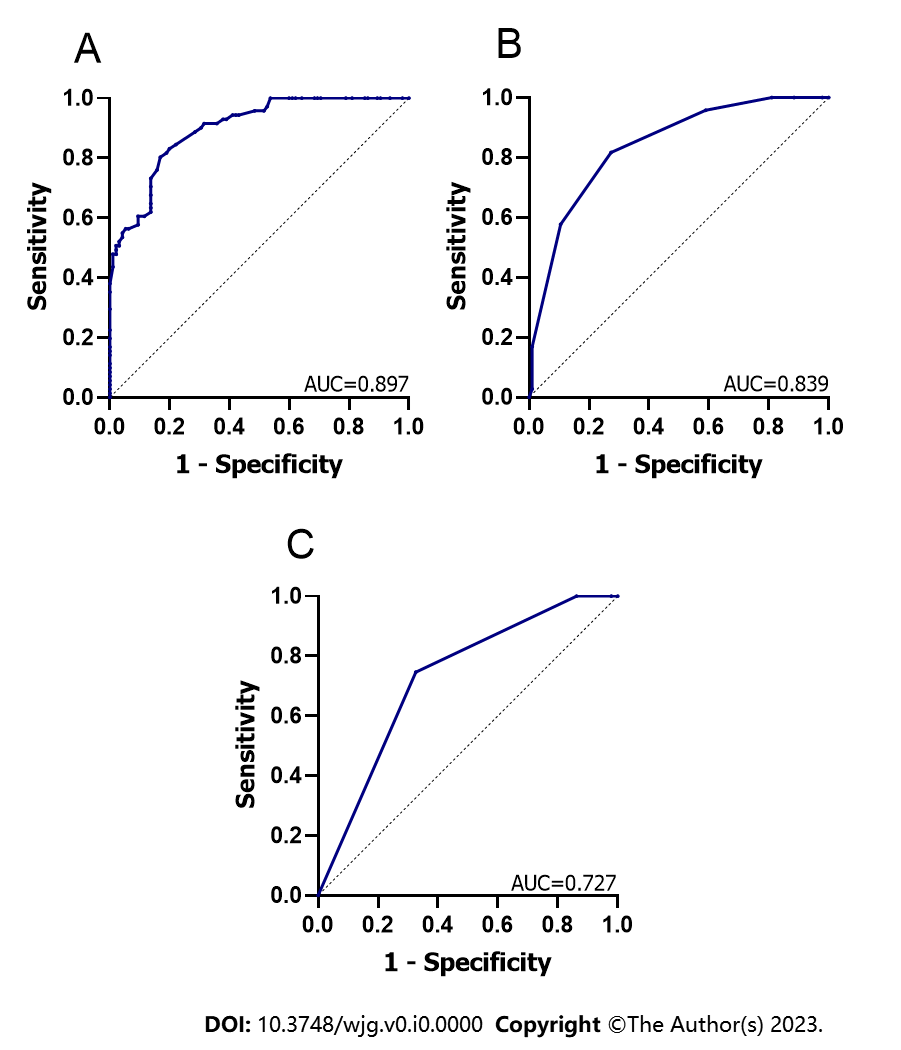 A
1.0
0.8
0.6
0.4
0.2
0.0
Sensitivity
AUC=0.897
0.0 0.2 0.4 0.6 0.8 1.0
1 - Specificity
B
1.0
0.8
0.6
0.4
0.2
0.0
Sensitivity
AUC=0.839
0.0 0.2 0.4 0.6 0.8 1.0
1 - Specificity
C
1.0
0.8
0.6
0.4
0.2
0.0
Sensitivity
AUC=0.727
0.0 0.2 0.4 0.6 0.8 1.0
1 - Specificity
DOI: 10.3748/wjg.v0.i0.0000 Copyright ©The Author(s) 2023.